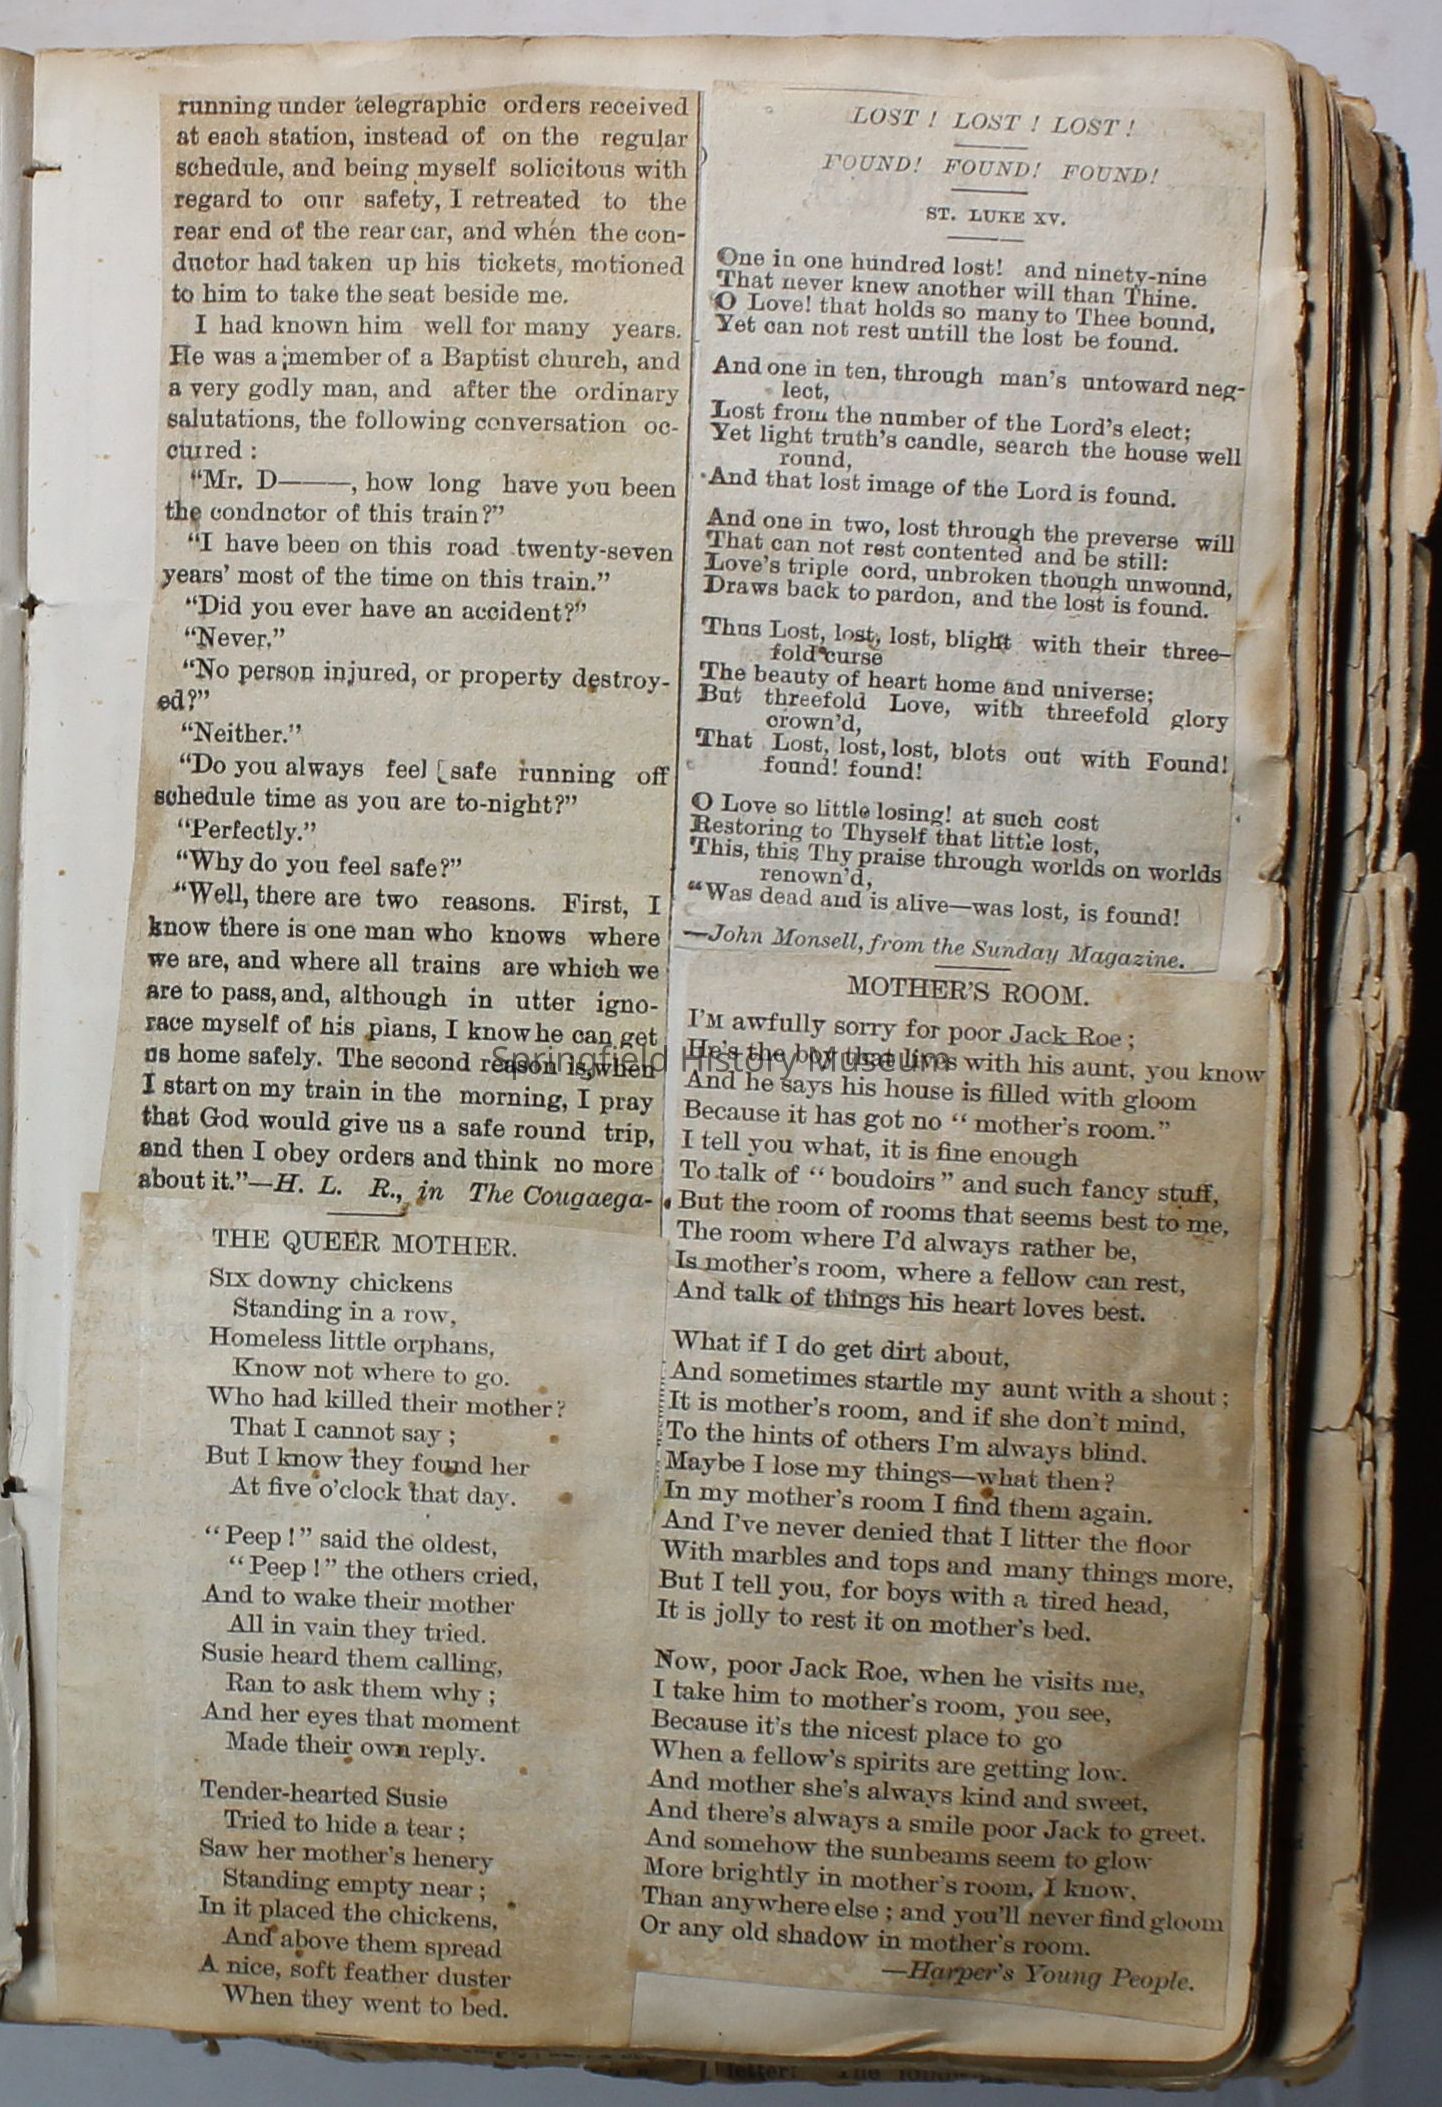 running under telegraphic orders received
at each station, instead of on the regular
schedule, and being myself solicitous with
regard to our safety, I retreated to the
rear end of the rear car, and when the con-
ductor had taken up his tickets, motioned
to him to take the seat beside me.
I had known him well for many years.
He was a member of a Baptist church, and
a very godly man, and after the ordinary
salutations, the following conversation oc-
cured :
"Mr. D———, how long have you been
the condnctor of this train?"
"I have been on this road twenty-seven
years' most of the time on this train."
"Did you ever have an accident?"
"Never."
"No person injured, or property destroy-
ed?"
"Neither."
"Do you always feel [safe running off
schedule time as you are to-night?"
"Perfectly."
"Why do you feel safe?"
"Well, there are two reasons. First, I
know there is one man who knows where
we are, and where all trains are which we
are to pass, and, although in utter igno-
race myself of his plans, I know he can get
us home safely. The second reason is, when
I start on my train in the morning, I pray
that God would give us a safe round trip,
and then I obey orders and think no more
about it."—H. L. R., in The Cougaega-
THE QUEER MOTHER.
SIX downy chickens
Standing in a row,
Homeless little orphans,
Know not where to go.
Who had killed their mother?
That I cannot say ;
But I know they found her
At five o'clock that day.
"Peep !" said the oldest,
"Peep !" the others cried,
And to wake their mother
All in vain they tried.
Susie heard them calling,
Ran to ask them why ;
And her eyes that moment
Made their own reply.
Tender-hearted Susie
Tried to hide a tear ;
Saw her mother's henery
Standing empty near ;
In it placed the chickens,
And above them spread
A nice, soft feather duster
When they went to bed.
LOST ! LOST ! LOST !
FOUND! FOUND! FOUND!
ST. LUKE XV.
One in one hundred lost! and ninety-nine
That never knew another will than Thine.
O Love! that holds so many to Thee bound,
Yet can not rest untill the lost be found.
And one in ten, through man's untoward neg-
lect,
Lost from the number of the Lord's elect;
Yet light truth's candle, search the house well
round,
And that lost image of the Lord is found.
And one in two, lost through the preverse will
That can not rest contented and be still:
Love's triple cord, unbroken though unwound,
Draws back to pardon, and the lost is found.
Thus Lost, lost, lost, blight with their three-
fold curse
The beauty of heart home and universe;
But threefold Love, with threefold glory
crown'd,
That Lost, lost, lost, blots out with Found!
found! found!
O Love so little losing! at such cost
Restoring to Thyself that little lost,
This, this Thy praise through worlds on worlds
renown'd,
"Was dead and is alive—was lost, is found!
—John Monsell, from the Sunday Magazine.
MOTHER'S ROOM.
I'M awfully sorry for poor Jack Roe ;
He's the boy that lives with his aunt, you know
And he says his house is filled with gloom
Because it has got no "mother's room."
I tell you what, it is fine enough
To talk of "boudoirs" and such fancy stuff,
But the room of rooms that seems best to me,
The room where I'd always rather be,
Is mother's room, where a fellow can rest,
And talk of things his heart loves best.
What if I do get dirt about,
And sometimes startle my aunt with a shout ;
It is mother's room, and if she don't mind,
To the hints of others I'm always blind.
Maybe I lose my things—what then?
In my mother's room I find them again.
And I've never denied that I litter the floor
With marbles and tops and many things more,
But I tell you, for boys with a tired head,
It is jolly to rest it on mother's bed.
Now, poor Jack Roe, when he visits me,
I take him to mother's room, you see,
Because it's the nicest place to go
When a fellow's spirits are getting low.
And mother she's always kind and sweet,
And there's always a smile poor Jack to greet.
And somehow the sunbeams seem to glow
More brightly in mother's room, I know,
Than anywhere else ; and you'll never find gloom
Or any old shadow in mother's room.
—Harper's Young People.
Springfield History Museum
letter.